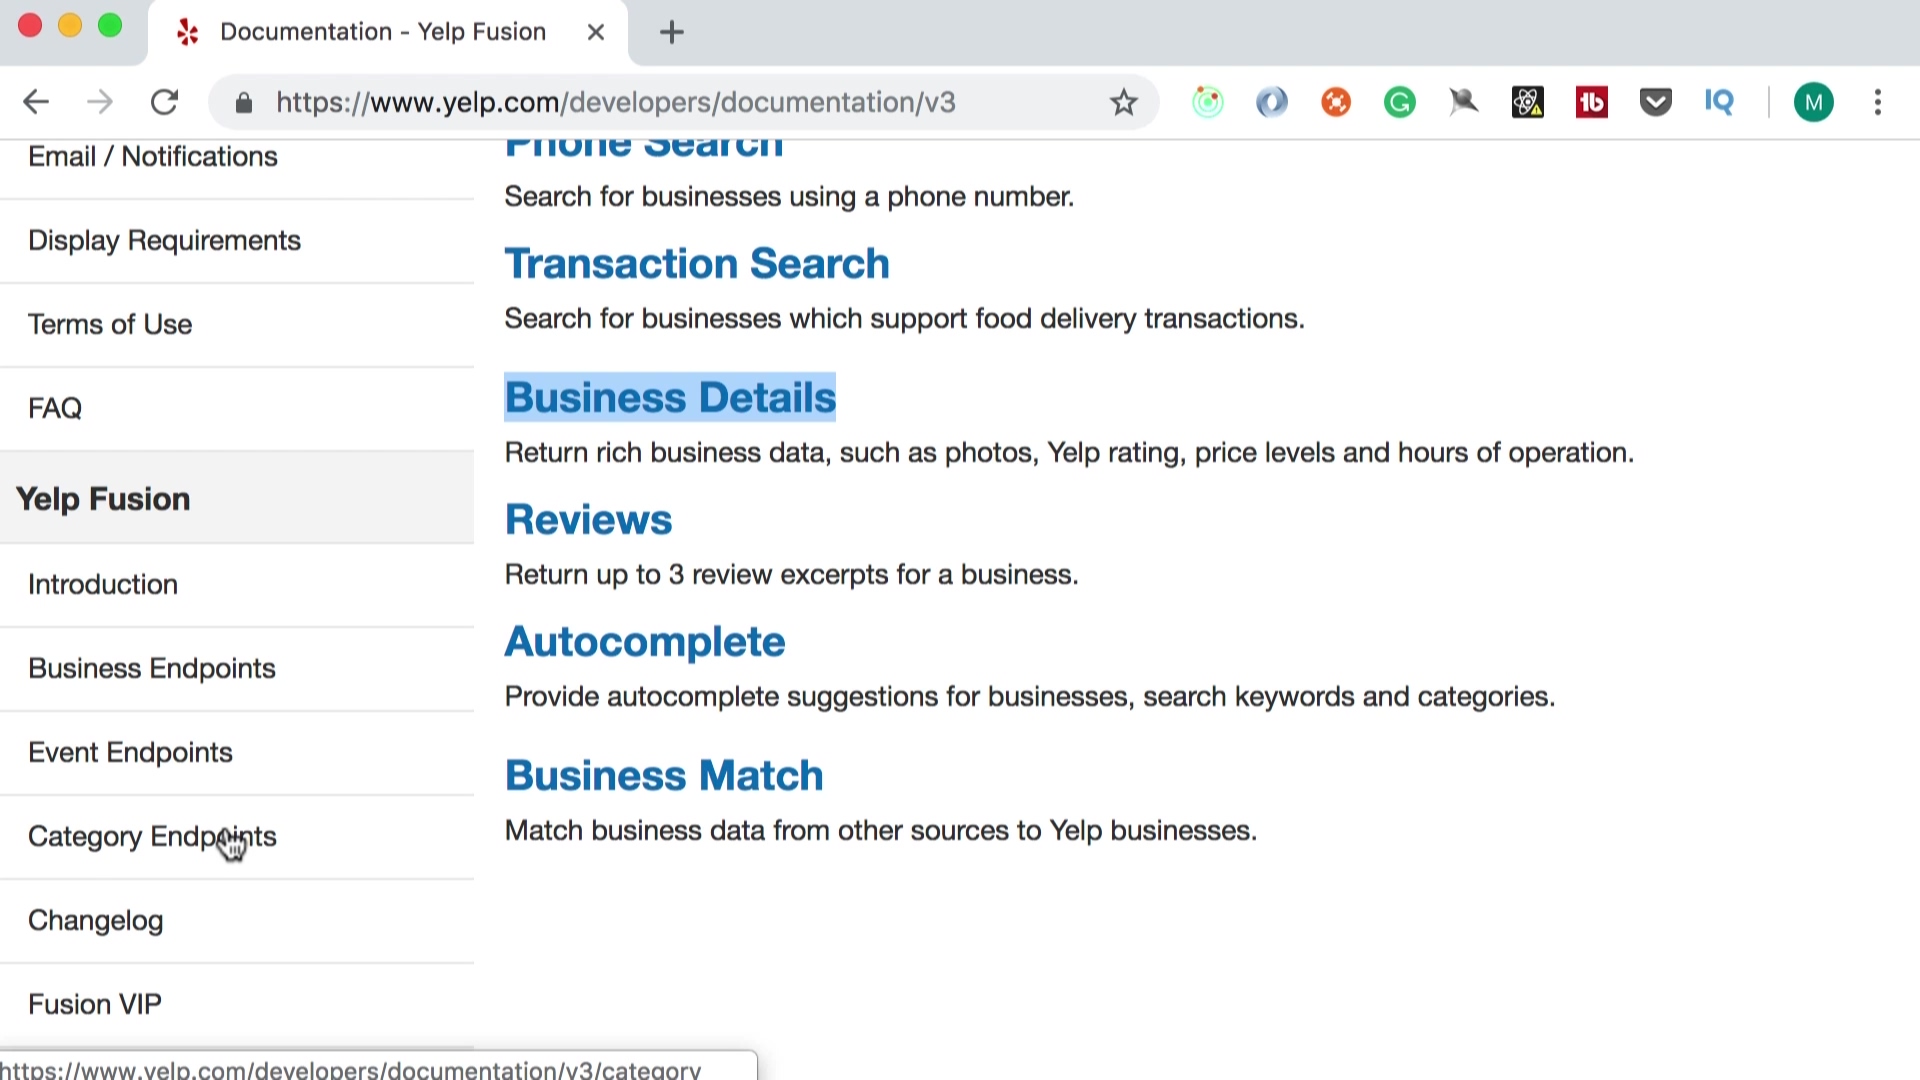 Documentation - Yelp Fusion
https://www.yelp.com/developers/documentation/v3
IQ
M
Email / Notifications
Display Requirements
Terms of Use
FAQ
Yelp Fusion
Introduction
Business Endpoints
Event Endpoints
Category Endpoints
Changelog
Fusion VIP
Phone Search
Search for businesses using a phone number.
Transaction Search
Search for businesses which support food delivery transactions.
Business Details
Return rich business data, such as photos, Yelp rating, price levels and hours of operation.
Reviews
Return up to 3 review excerpts for a business.
Autocomplete
Provide autocomplete suggestions for businesses, search keywords and categories.
Business Match
Match business data from other sources to Yelp businesses.
https://www.yelp.com/developers/documentation/v3/category